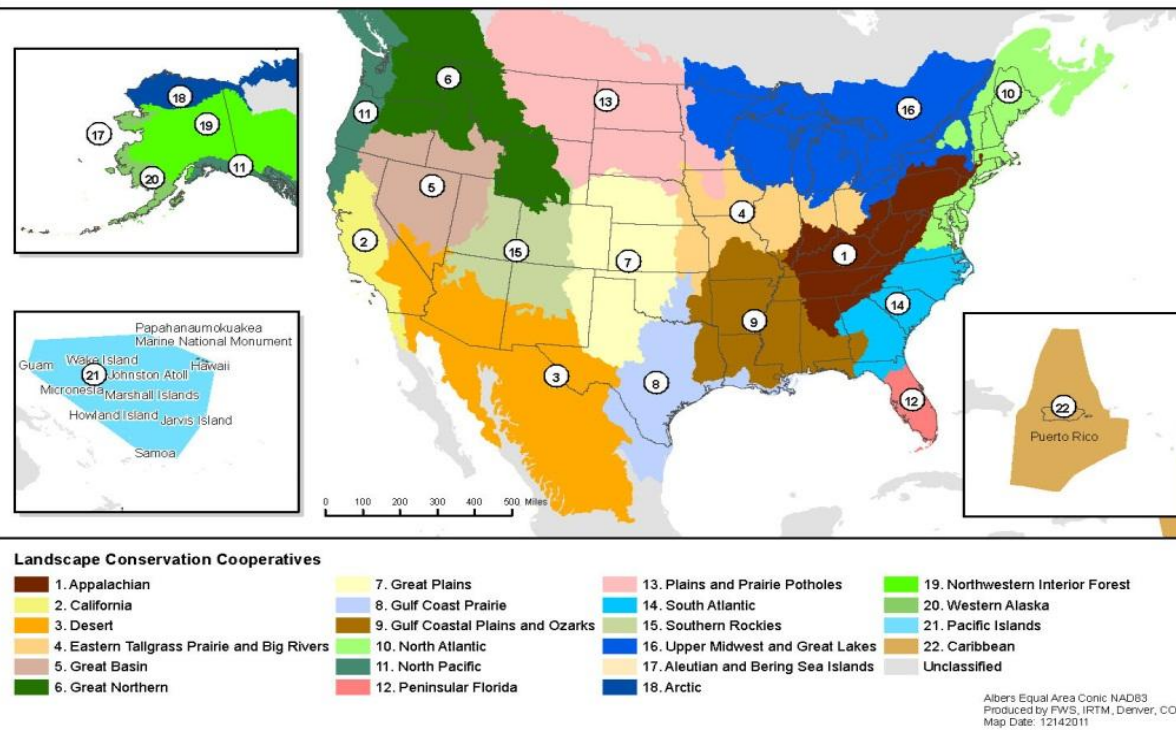 18
17
19
11
20
6
11
13
16
10
5
4
2
15
7
1
14
9
3
8
12
Papahanaumokuakea
Marine National Monument
Wake Island
Guam
21
Johnston Atoll
Hawaii
Micronesia
Marshall Islands
Howland Island
Jarvis Island
Samoa
22
Puerto Rico
0 100 200 300 400 500 Miles
Landscape Conservation Cooperatives
1. Appalachian
2. California
3. Desert
4. Eastern Tallgrass Prairie and Big Rivers
5. Great Basin
6. Great Northern
7. Great Plains
8. Gulf Coast Prairie
9. Gulf Coastal Plains and Ozarks
10. North Atlantic
11. North Pacific
12. Peninsular Florida
13. Plains and Prairie Potholes
14. South Atlantic
15. Southern Rockies
16. Upper Midwest and Great Lakes
17. Aleutian and Bering Sea Islands
18. Arctic
19. Northwestern Interior Forest
20. Western Alaska
21. Pacific Islands
22. Caribbean
Unclassified
Albers Equal Area Conic NAD83
Produced by FWS, IRTM, Denver, CO
Map Date: 12142011